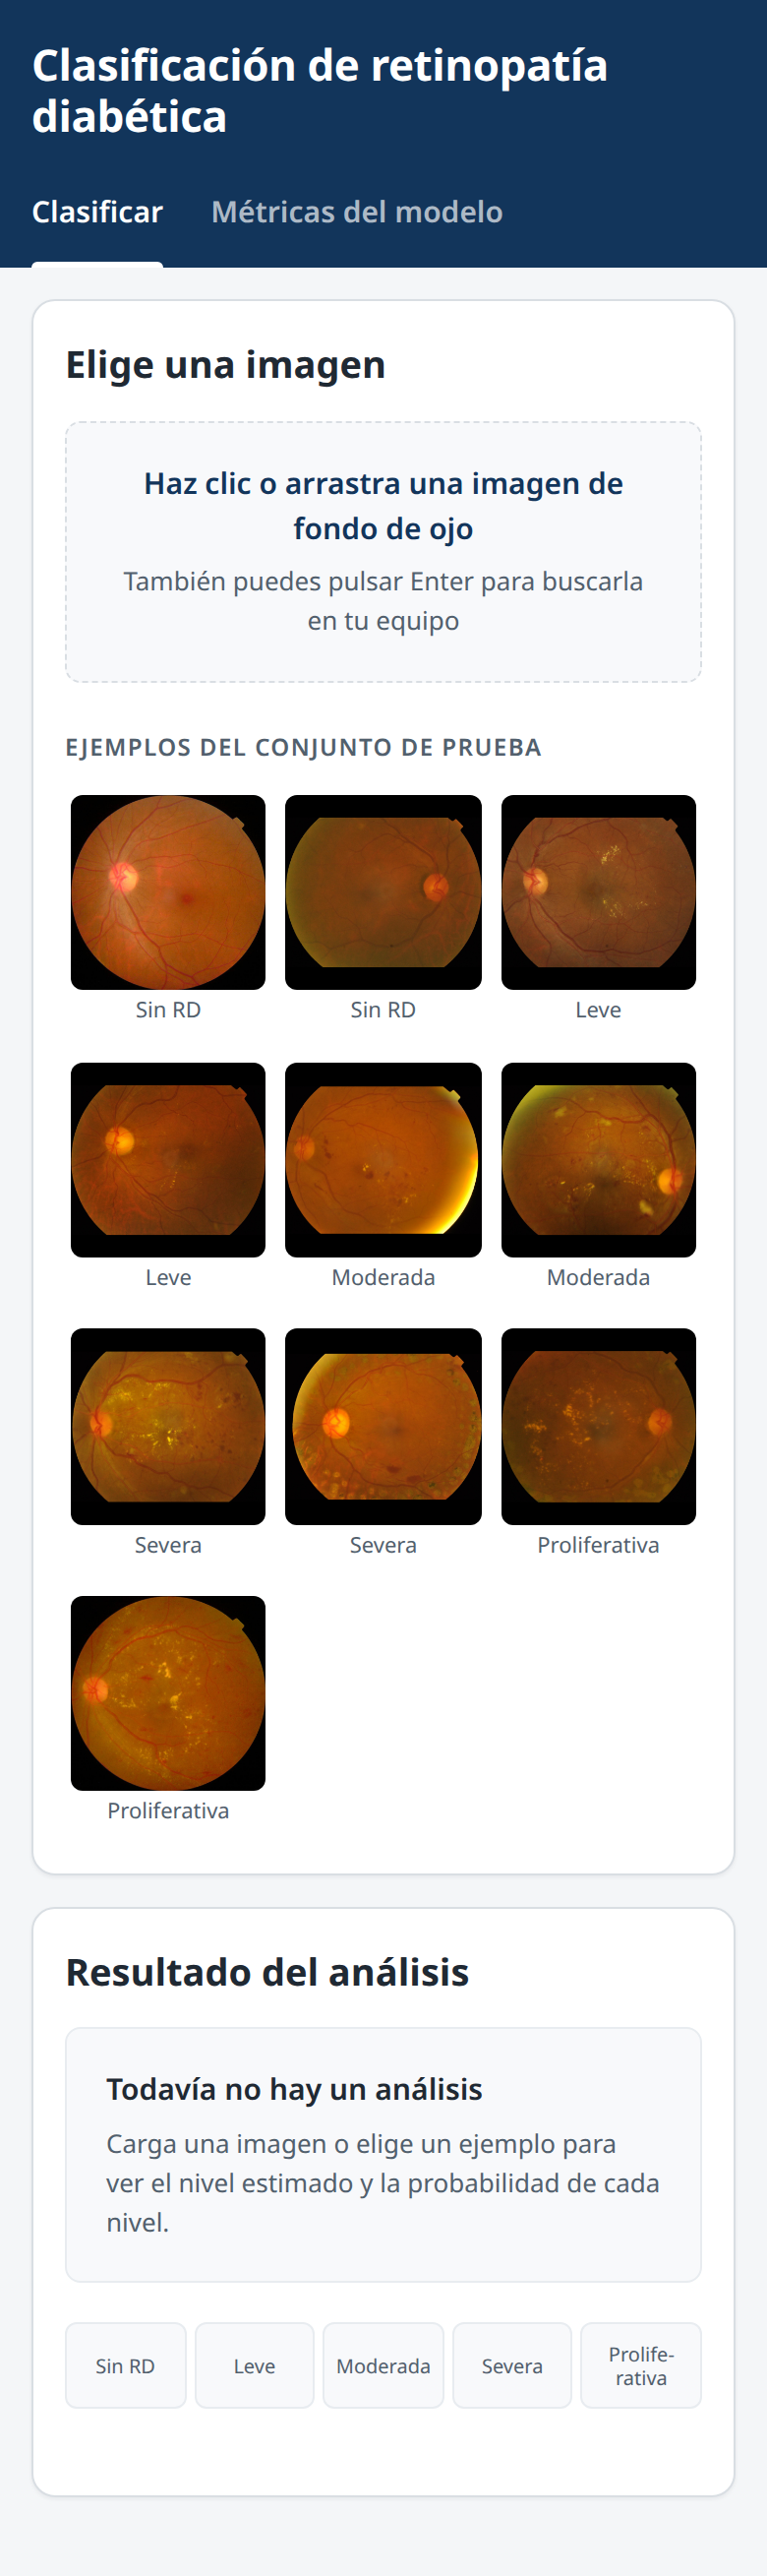 Clasificación de retinopatía
diabética
Clasificar Métricas del modelo
Elige una imagen
Haz clic o arrastra una imagen de
fondo de ojo
También puedes pulsar Enter para buscarla
en tu equipo
EJEMPLOS DEL CONJUNTO DE PRUEBA
Sin RD Sin RD Leve
Leve Moderada Moderada
Severa Severa Proliferativa
Proliferativa
Resultado del análisis
Todavía no hay un análisis
Carga una imagen o elige un ejemplo para
ver el nivel estimado y la probabilidad de cada
nivel.
Sin RD Leve Moderada Severa Prolife-
rativa